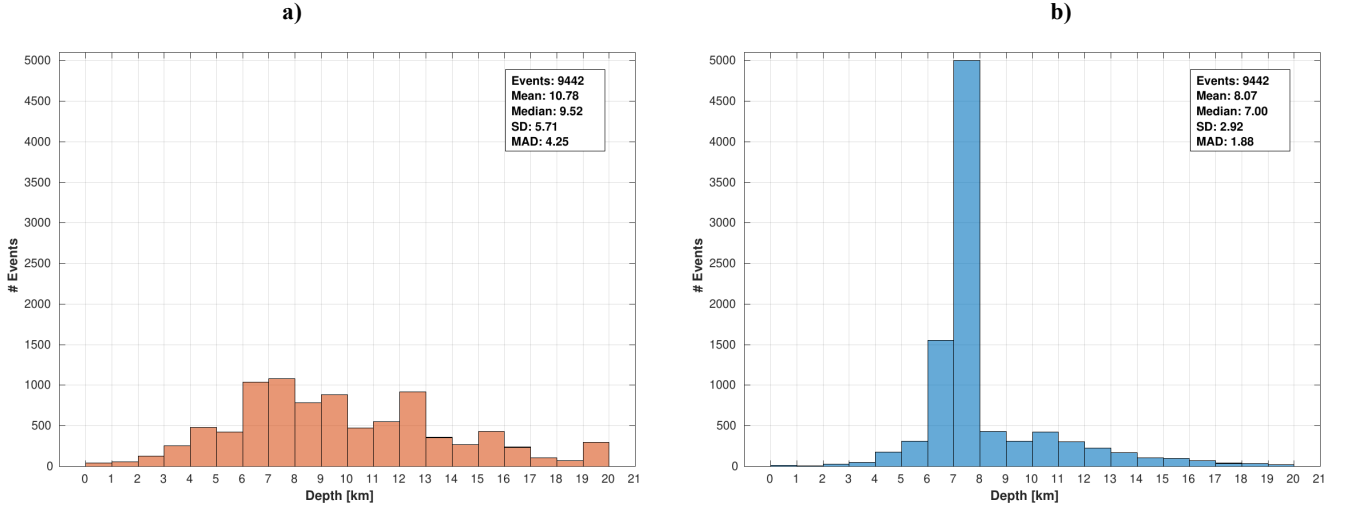 a)
5000
4500
4000
3500
3000
2500
2000
1500
1000
500
0
# Events
Events: 9442
Mean: 10.78
Median: 9.52
SD: 5.71
MAD: 4.25
0 1 2 3 4 5 6 7 8 9 10 11 12 13 14 15 16 17 18 19 20 21
Depth [km]
b)
5000
4500
4000
3500
3000
2500
2000
1500
1000
500
0
# Events
Events: 9442
Mean: 8.07
Median: 7.00
SD: 2.92
MAD: 1.88
0 1 2 3 4 5 6 7 8 9 10 11 12 13 14 15 16 17 18 19 20 21
Depth [km]